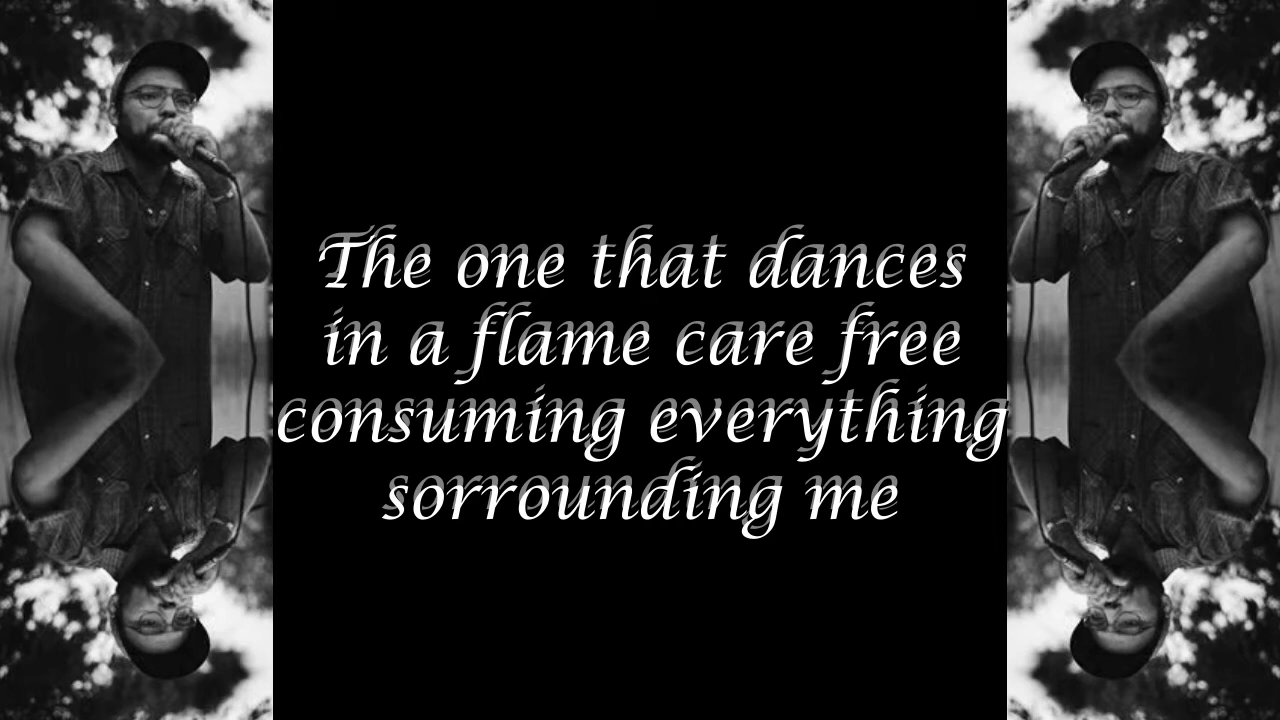 The one that dances
in a flame care free
consuming everything
sorrounding me